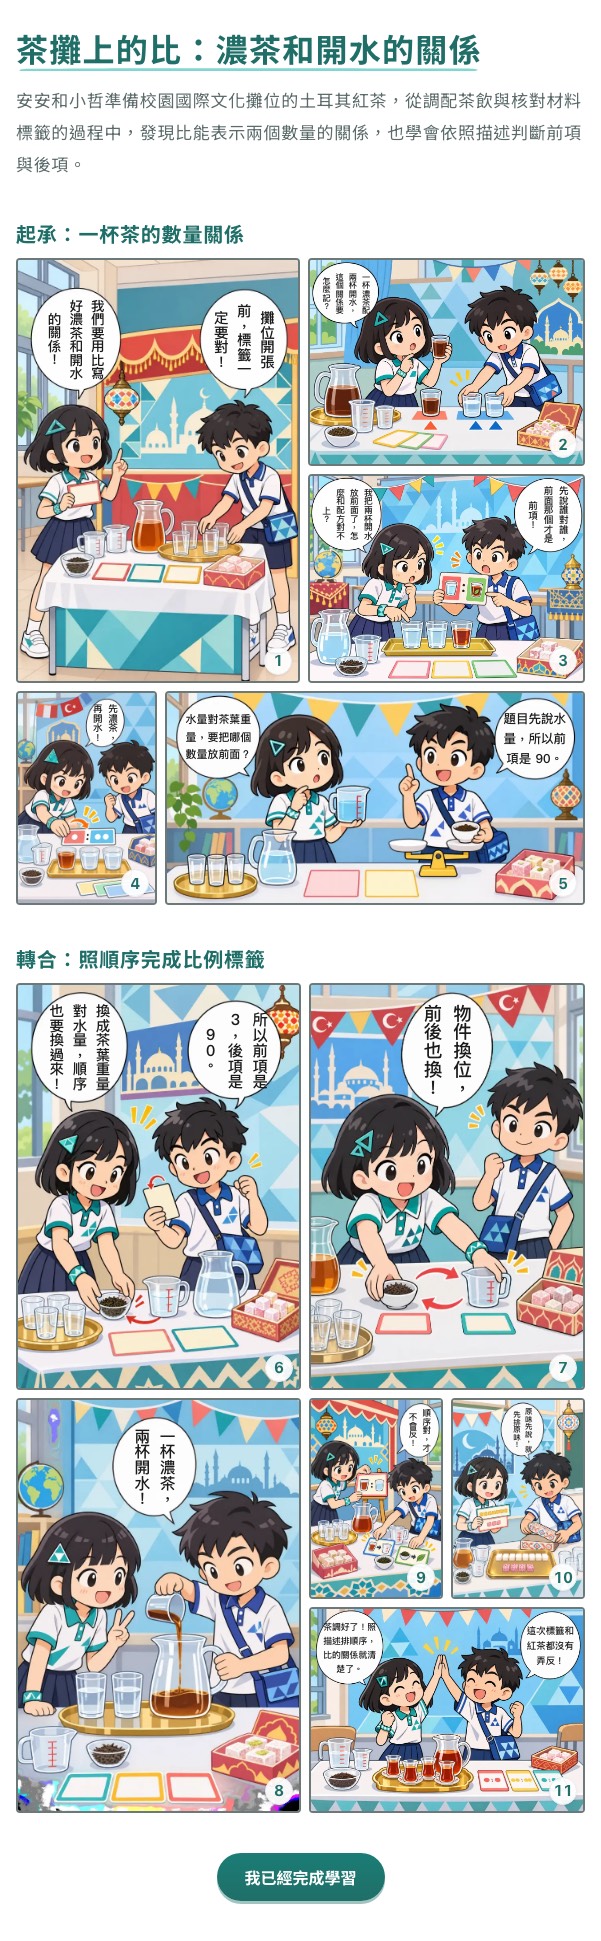 茶攤上的比：濃茶和開水的關係
安安和小哲準備校園國際文化攤位的土耳其紅茶，從調配茶飲與核對材料
標籤的過程中，發現比能表示兩個數量的關係，也學會依照描述判斷前項
與後項。
起承：一杯茶的數量關係
我們要用比寫
好濃茶和開水
的關係！
攤位開張
前，標籤一
定要對！
1
一杯濃茶配
兩杯開水，
這個關係要
怎麼記？
2
我把兩杯開水
放前面了，怎
麼和配方對不
上？
先說誰對誰，
前面那個才是
前項！
3
先濃茶，
再開水！
4
水量對茶葉重
量，要把哪個
數量放前面？
題目先說水
量，所以前
項是 90。
5
轉合：照順序完成比例標籤
換成茶葉重量
對水量，順序
也要換過來！
所以前項是
3，後項是
90。
6
物件換位，
前後也換！
7
一杯濃茶，
兩杯開水！
8
順序對，才
不會反！
9
原味先說，就
先排原味！
10
茶調好了！照
描述排順序，
比的關係就清
楚了。
這次標籤和
紅茶都沒有
弄反！
11
我已經完成學習